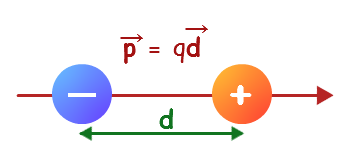 p⃗ = qd⃗
− +
d